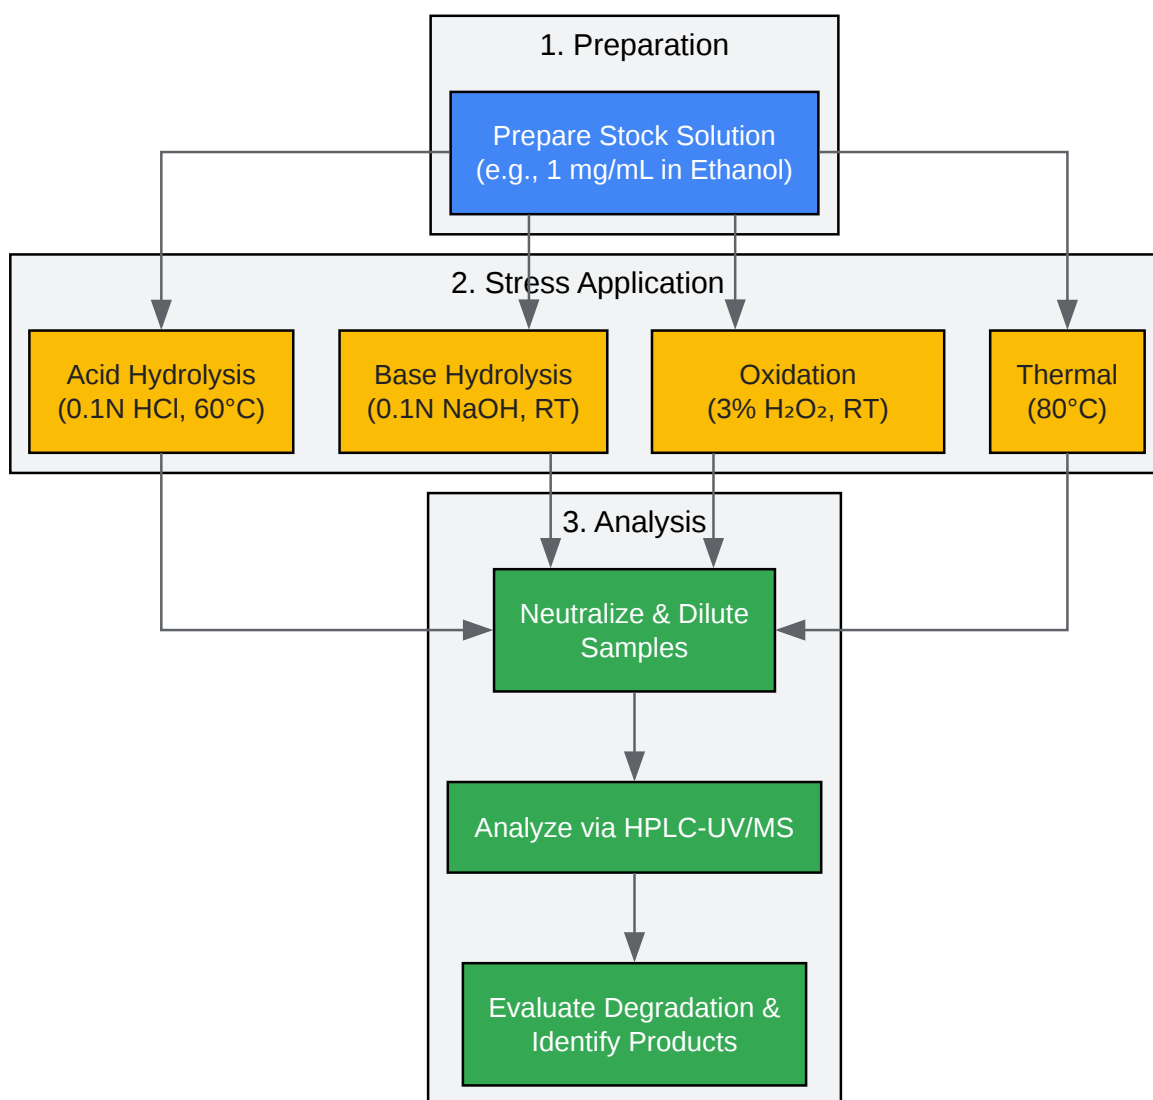 1. Preparation
Prepare Stock Solution
(e.g., 1 mg/mL in Ethanol)
2. Stress Application
Acid Hydrolysis
(0.1N HCl, 60°C)
Base Hydrolysis
(0.1N NaOH, RT)
Oxidation
(3% H₂O₂, RT)
Thermal
(80°C)
3. Analysis
Neutralize & Dilute
Samples
Analyze via HPLC-UV/MS
Evaluate Degradation &
Identify Products